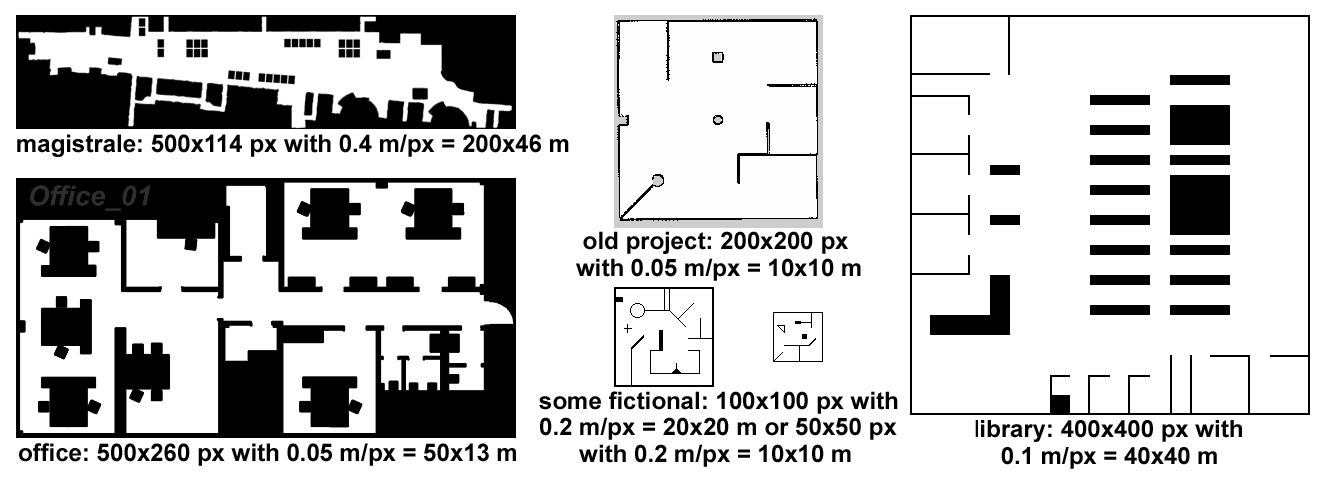 magistrale: 500x114 px with 0.4 m/px = 200x46 m
Office_01
office: 500x260 px with 0.05 m/px = 50x13 m
old project: 200x200 px
with 0.05 m/px = 10x10 m
some fictional: 100x100 px with
0.2 m/px = 20x20 m or 50x50 px
with 0.2 m/px = 10x10 m
library: 400x400 px with
0.1 m/px = 40x40 m